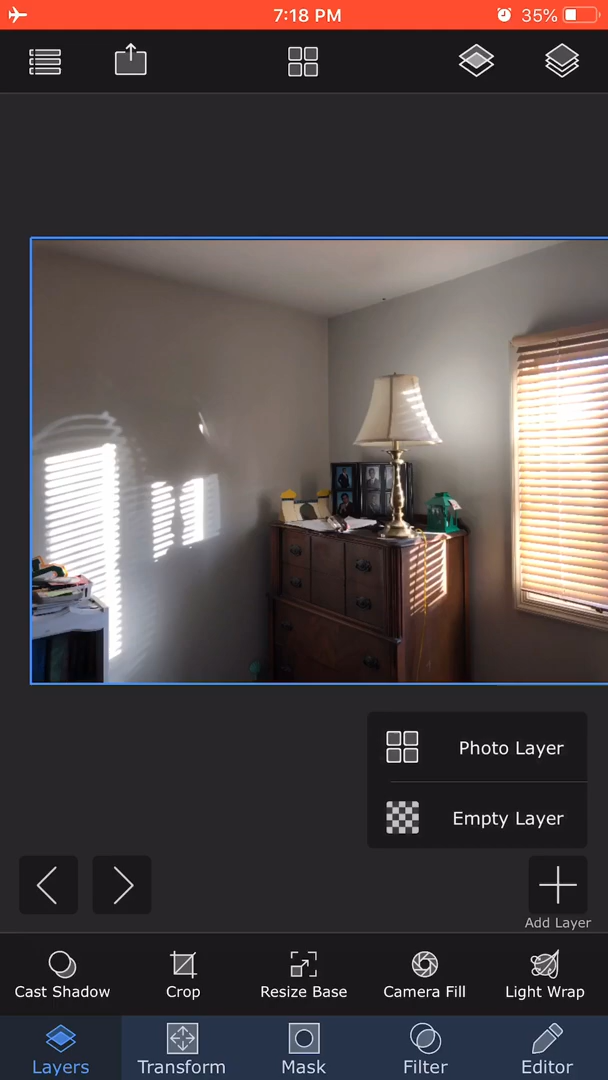 7:18 PM
35%
Photo Layer
Empty Layer
Add Layer
Cast Shadow
Crop
Resize Base
Camera Fill
Light Wrap
Layers
Transform
Mask
Filter
Editor